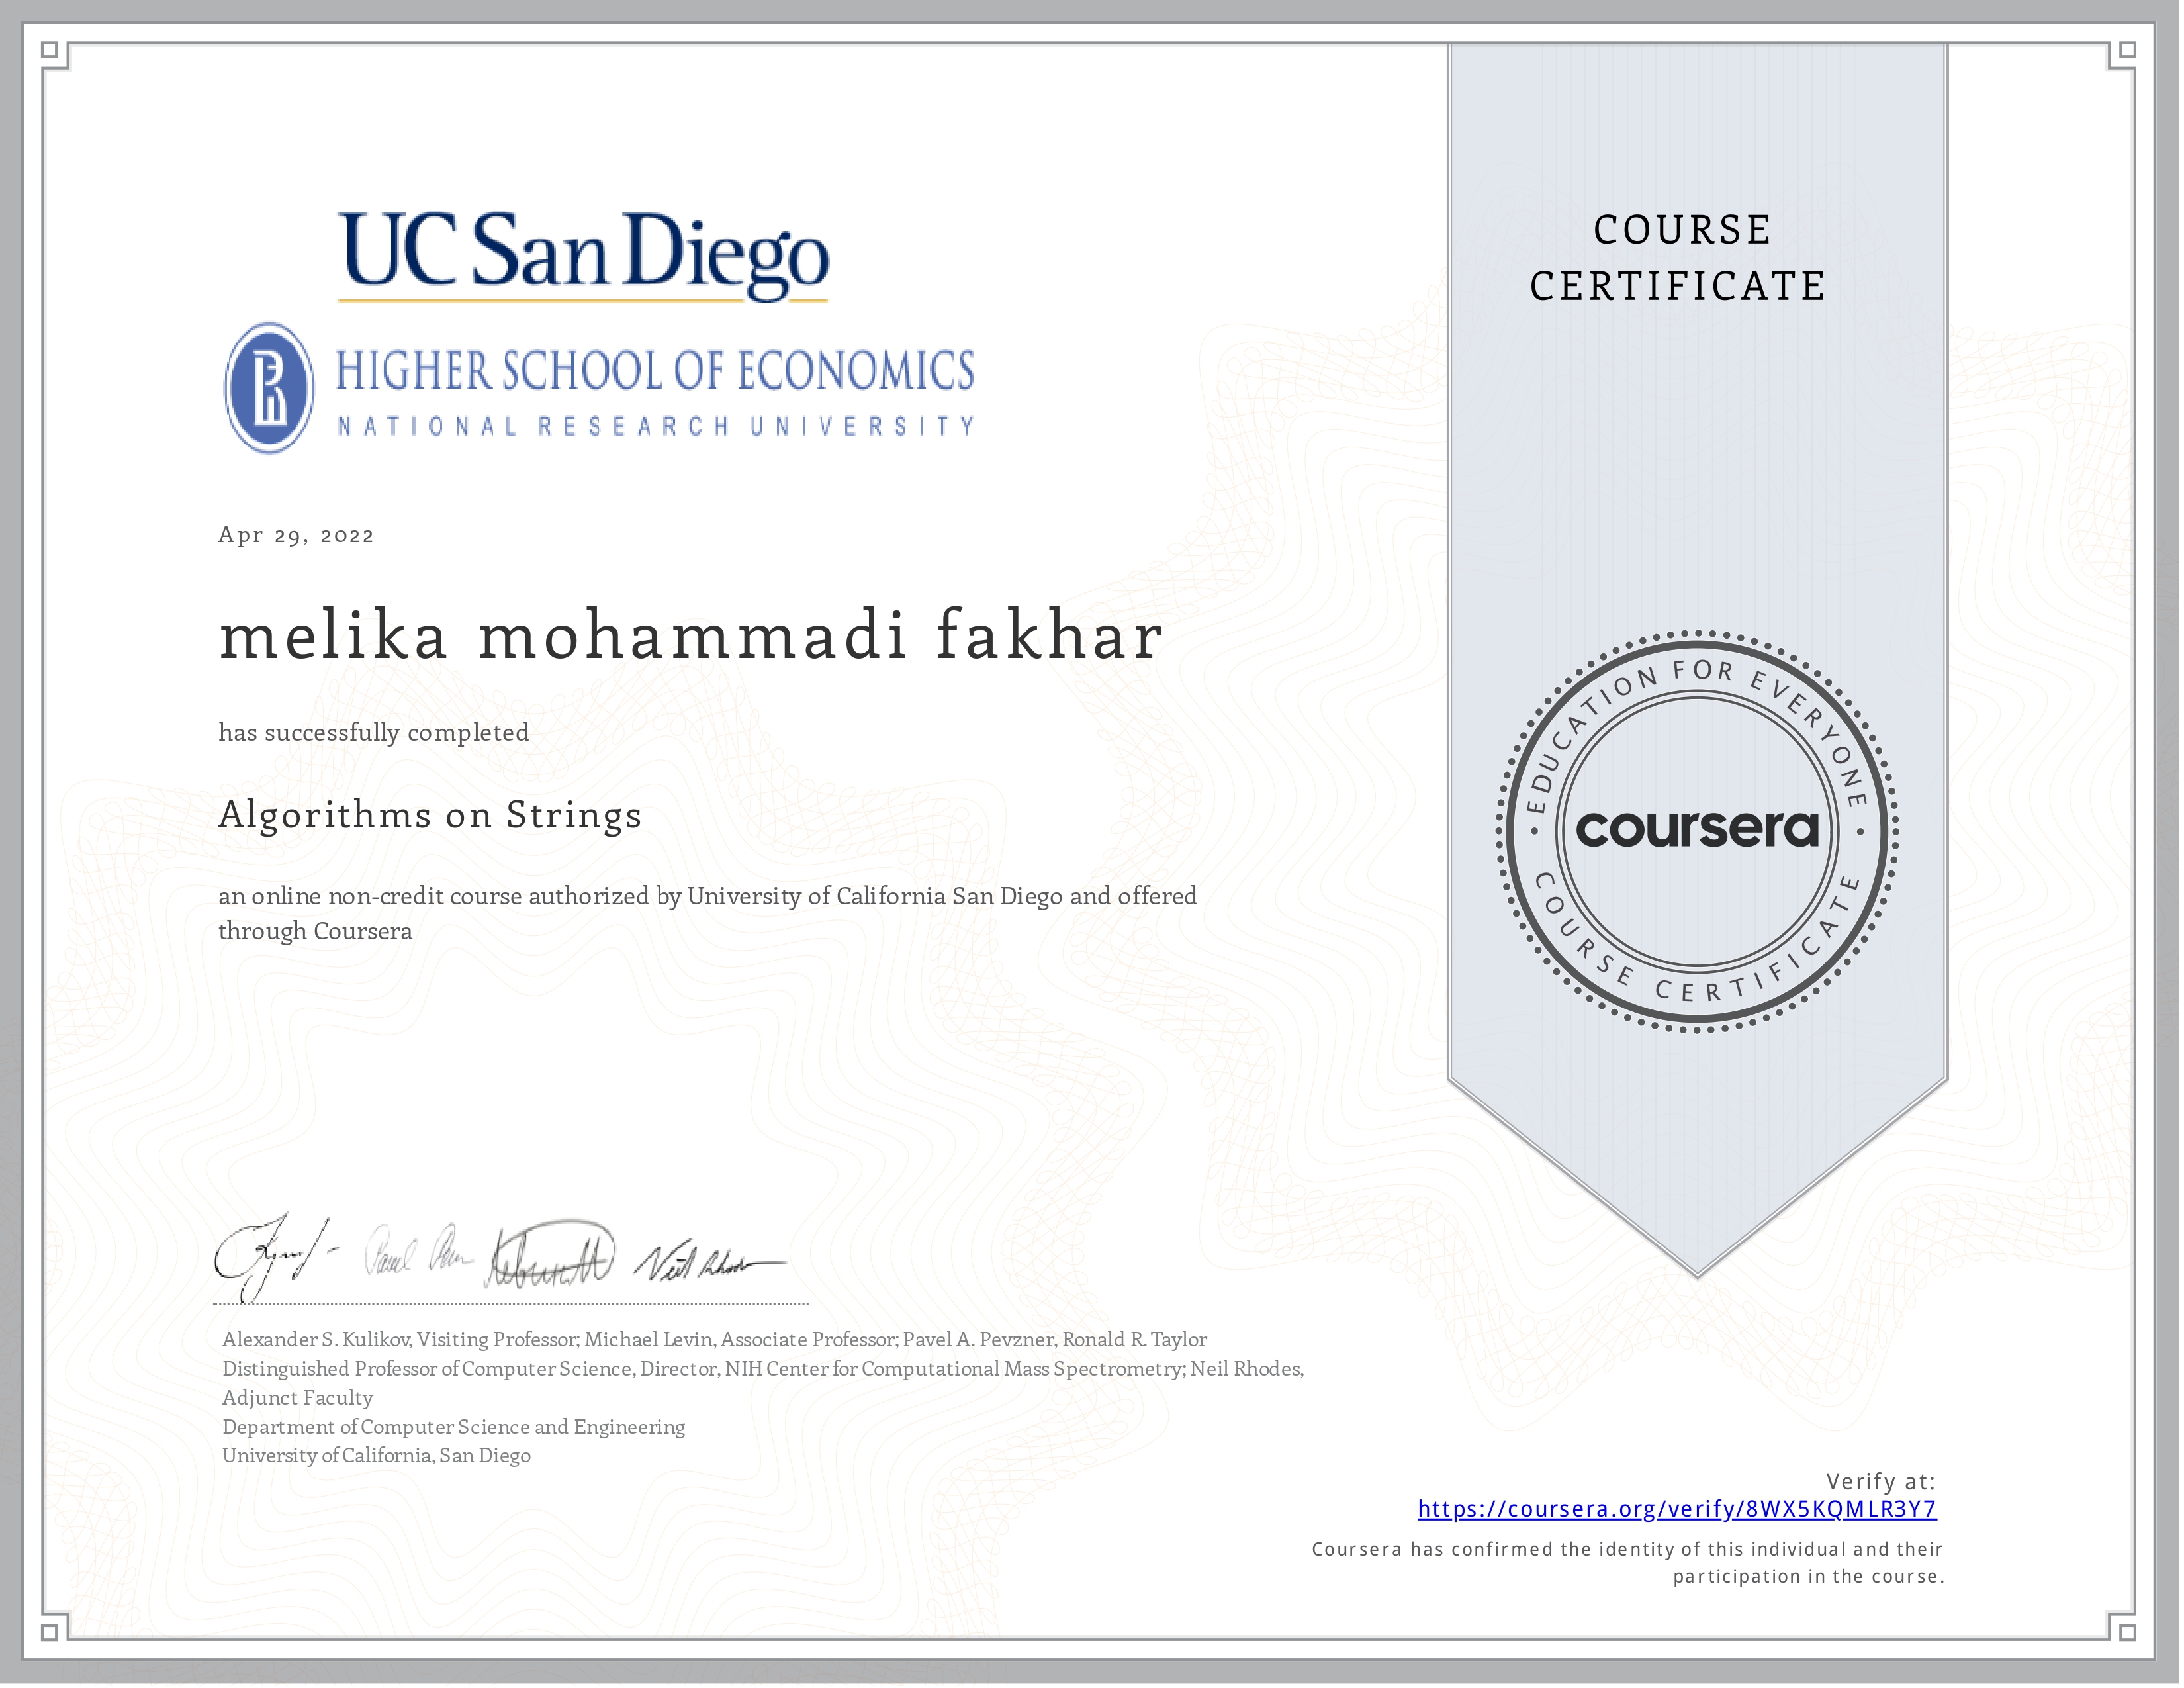 UC San Diego
HIGHER SCHOOL OF ECONOMICS
NATIONAL RESEARCH UNIVERSITY
Apr 29, 2022
melika mohammadi fakhar
has successfully completed
Algorithms on Strings
an online non-credit course authorized by University of California San Diego and offered
through Coursera
Alexander S. Kulikov, Visiting Professor; Michael Levin, Associate Professor; Pavel A. Pevzner, Ronald R. Taylor
Distinguished Professor of Computer Science, Director, NIH Center for Computational Mass Spectrometry; Neil Rhodes,
Adjunct Faculty
Department of Computer Science and Engineering
University of California, San Diego
COURSE
CERTIFICATE
EDUCATION FOR EVERYONE
coursera
COURSE CERTIFICATE
Verify at:
https://coursera.org/verify/8WX5KQMLR3Y7
Coursera has confirmed the identity of this individual and their
participation in the course.